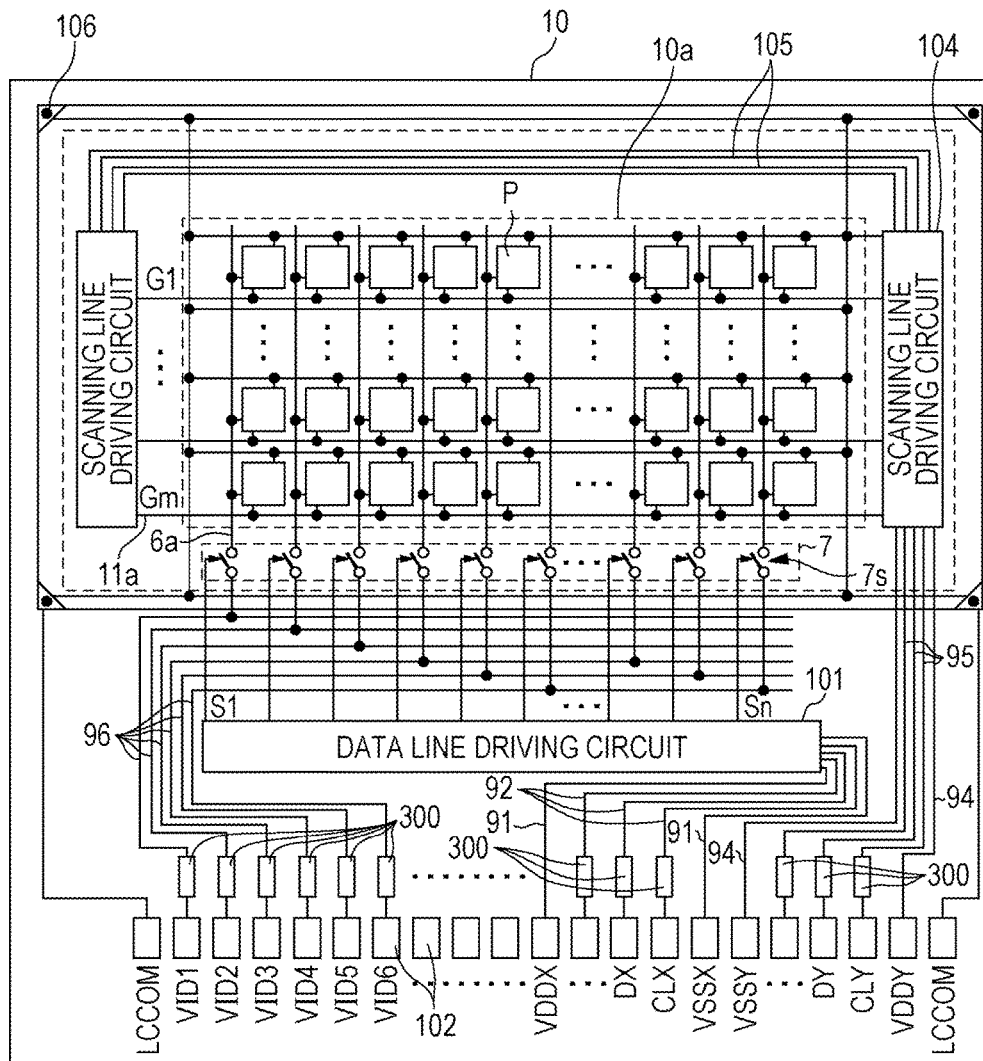 106
10
10a
105
104
P
G1
SCANNING LINE
DRIVING CIRCUIT
SCANNING LINE
DRIVING CIRCUIT
Gm
6a
11a
7
7s
95
S1
Sn
101
96
DATA LINE DRIVING CIRCUIT
92
91
300
300
91
94
94
300
LCCOM
VID1
VID2
VID3
VID4
VID5
VID6
102
VDDX
DX
CLX
VSSX
VSSY
DY
CLY
VDDY
LCCOM